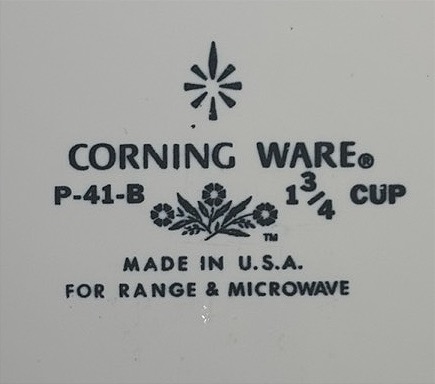 CORNING WARE®
P-41-B 1 3/4 CUP
TM
MADE IN U.S.A.
FOR RANGE & MICROWAVE